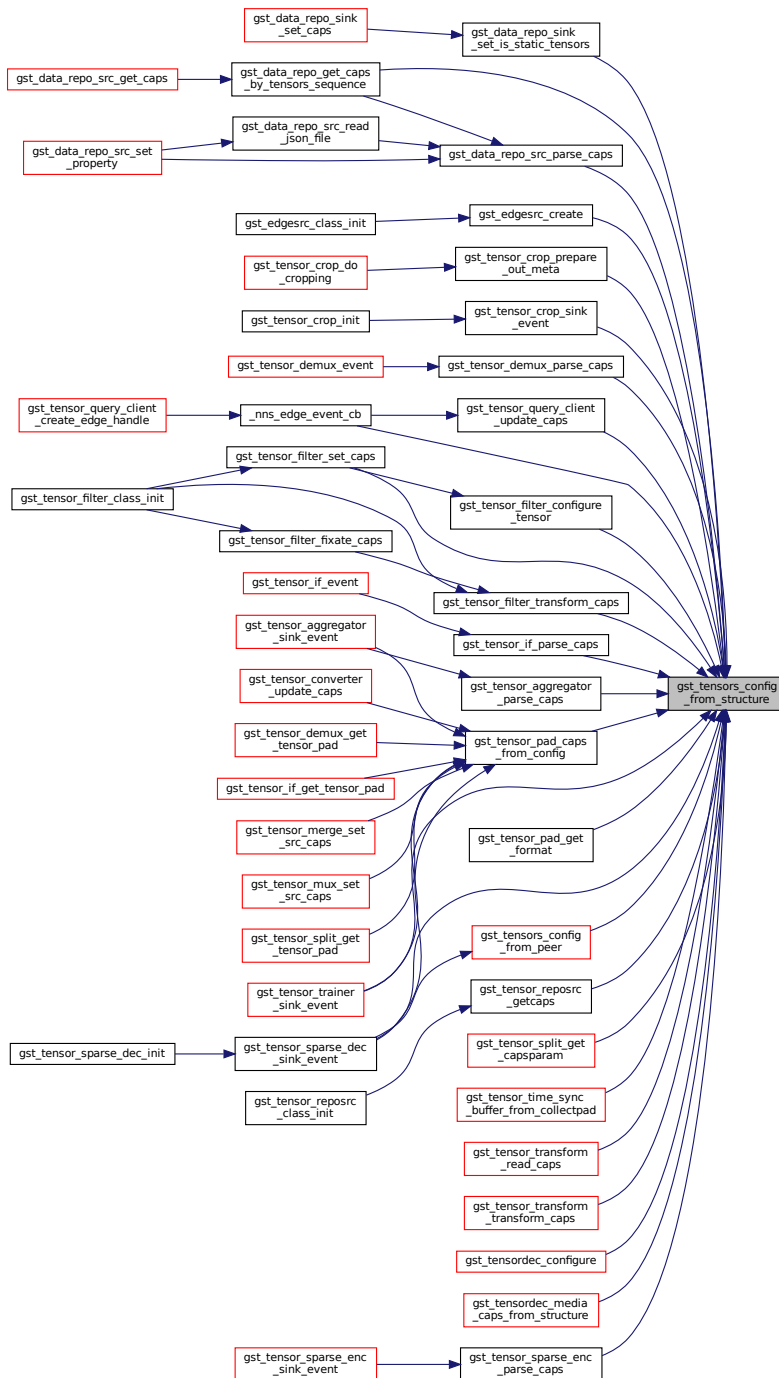 gst_data_repo_sink
_set_caps
gst_data_repo_sink
_set_is_static_tensors
gst_data_repo_src_get_caps
gst_data_repo_get_caps
_by_tensors_sequence
gst_data_repo_src_set
_property
gst_data_repo_src_read
_json_file
gst_data_repo_src_parse_caps
gst_edgesrc_class_init
gst_edgesrc_create
gst_tensor_crop_do
_cropping
gst_tensor_crop_prepare
_out_meta
gst_tensor_crop_init
gst_tensor_crop_sink
_event
gst_tensor_demux_event
gst_tensor_demux_parse_caps
gst_tensor_query_client
_create_edge_handle
_nns_edge_event_cb
gst_tensor_query_client
_update_caps
gst_tensor_filter_set_caps
gst_tensor_filter_class_init
gst_tensor_filter_configure
_tensor
gst_tensor_filter_fixate_caps
gst_tensor_filter_transform_caps
gst_tensor_if_event
gst_tensor_if_parse_caps
gst_tensor_aggregator
_sink_event
gst_tensor_aggregator
_parse_caps
gst_tensors_config
_from_structure
gst_tensor_converter
_update_caps
gst_tensor_demux_get
_tensor_pad
gst_tensor_pad_caps
_from_config
gst_tensor_if_get_tensor_pad
gst_tensor_merge_set
_src_caps
gst_tensor_pad_get
_format
gst_tensor_mux_set
_src_caps
gst_tensor_split_get
_tensor_pad
gst_tensors_config
_from_peer
gst_tensor_trainer
_sink_event
gst_tensor_reposrc
_getcaps
gst_tensor_sparse_dec_init
gst_tensor_sparse_dec
_sink_event
gst_tensor_split_get
_capsparam
gst_tensor_reposrc
_class_init
gst_tensor_time_sync
_buffer_from_collectpad
gst_tensor_transform
_read_caps
gst_tensor_transform
_transform_caps
gst_tensordec_configure
gst_tensordec_media
_caps_from_structure
gst_tensor_sparse_enc
_sink_event
gst_tensor_sparse_enc
_parse_caps